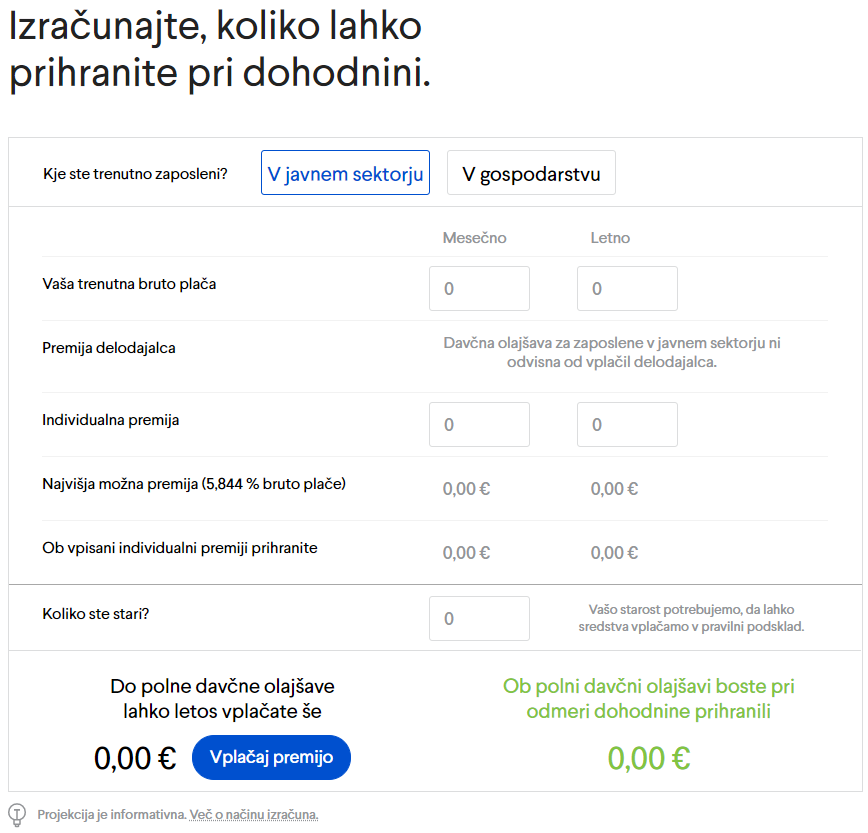 Izračunajte, koliko lahko
prihranite pri dohodnini.
Kje ste trenutno zaposleni?
V javnem sektorju
V gospodarstvu
Mesečno
Letno
Vaša trenutna bruto plača
0
0
Premija delodajalca
Davčna olajšava za zaposlene v javnem sektorju ni
odvisna od vplačil delodajalca.
Individualna premija
0
0
Najvišja možna premija (5,844 % bruto plače)
0,00 €
0,00 €
Ob vpisani individualni premiji prihranite
0,00 €
0,00 €
Koliko ste stari?
0
Vašo starost potrebujemo, da lahko
sredstva vplačamo v pravilni podsklad.
Do polne davčne olajšave
lahko letos vplačate še
0,00 €
Vplačaj premijo
Ob polni davčni olajšavi boste pri
odmeri dohodnine prihranili
0,00 €
Projekcija je informativna. Več o načinu izračuna.